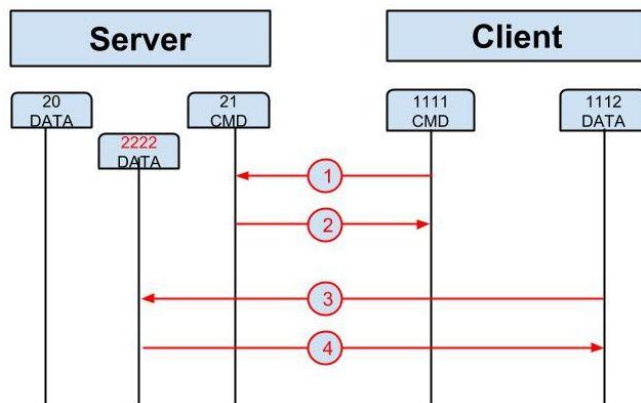 Server
Client
20
DATA
2222
DATA
21
CMD
1111
CMD
1112
DATA
1
2
3
4